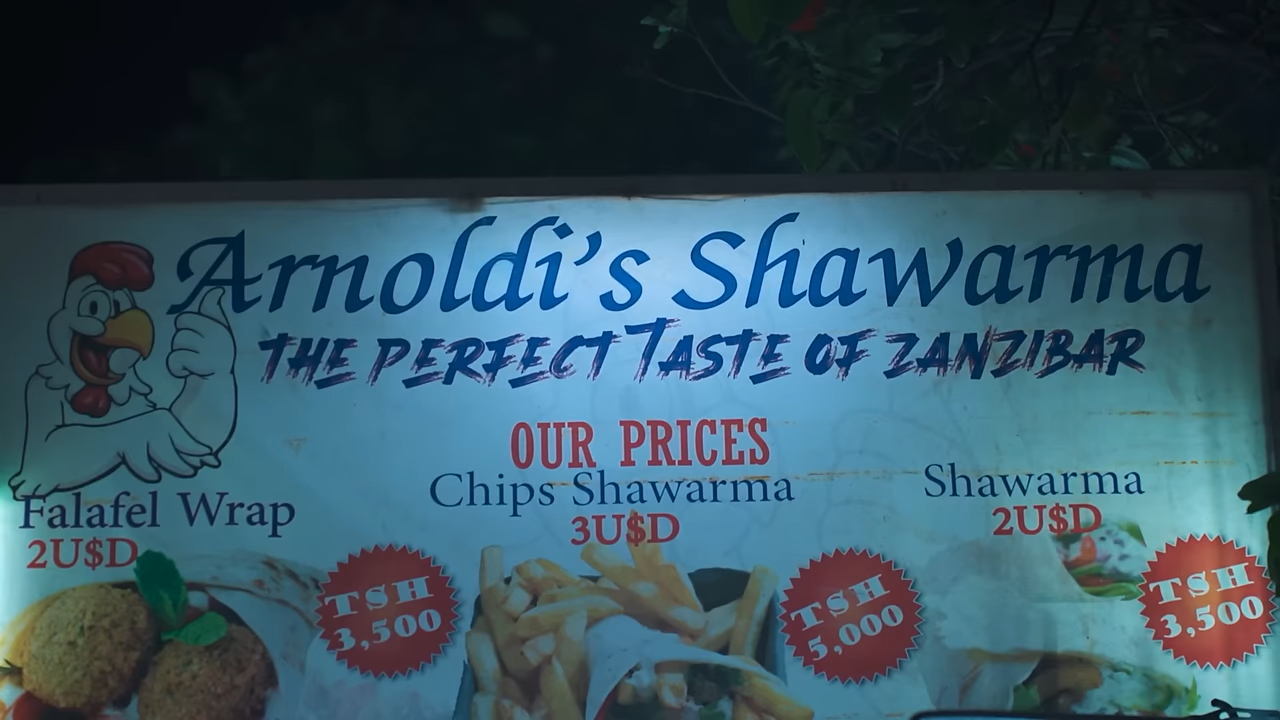 Arnoldi's Shawarma
THE PERFECT TASTE OF ZANZIBAR
OUR PRICES
Falafel Wrap
2U$D
TSH
3,500
Chips Shawarma
3U$D
TSH
5,000
Shawarma
2U$D
TSH
3,500